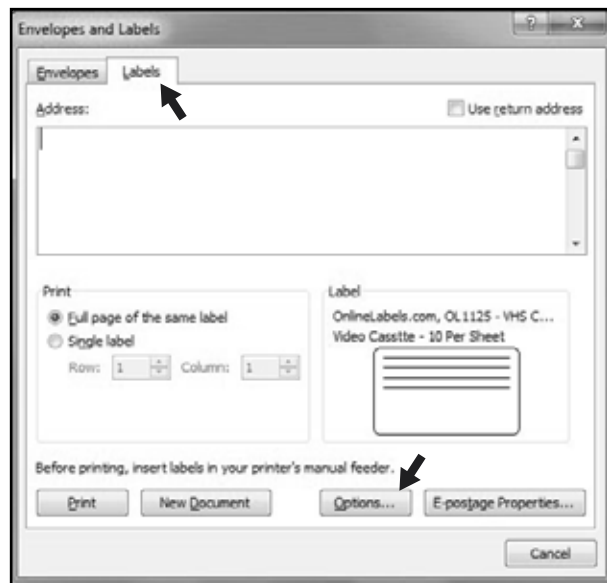 Envelopes and Labels
Envelopes Labels
Address: Use return address
Print
Full page of the same label
Single label
Row: 1 Column: 1
Label
OnlineLabels.com, OL1125 - VHS C...
Video Casstte - 10 Per Sheet
Before printing, insert labels in your printer's manual feeder.
Print New Document Options... E-postage Properties...
Cancel